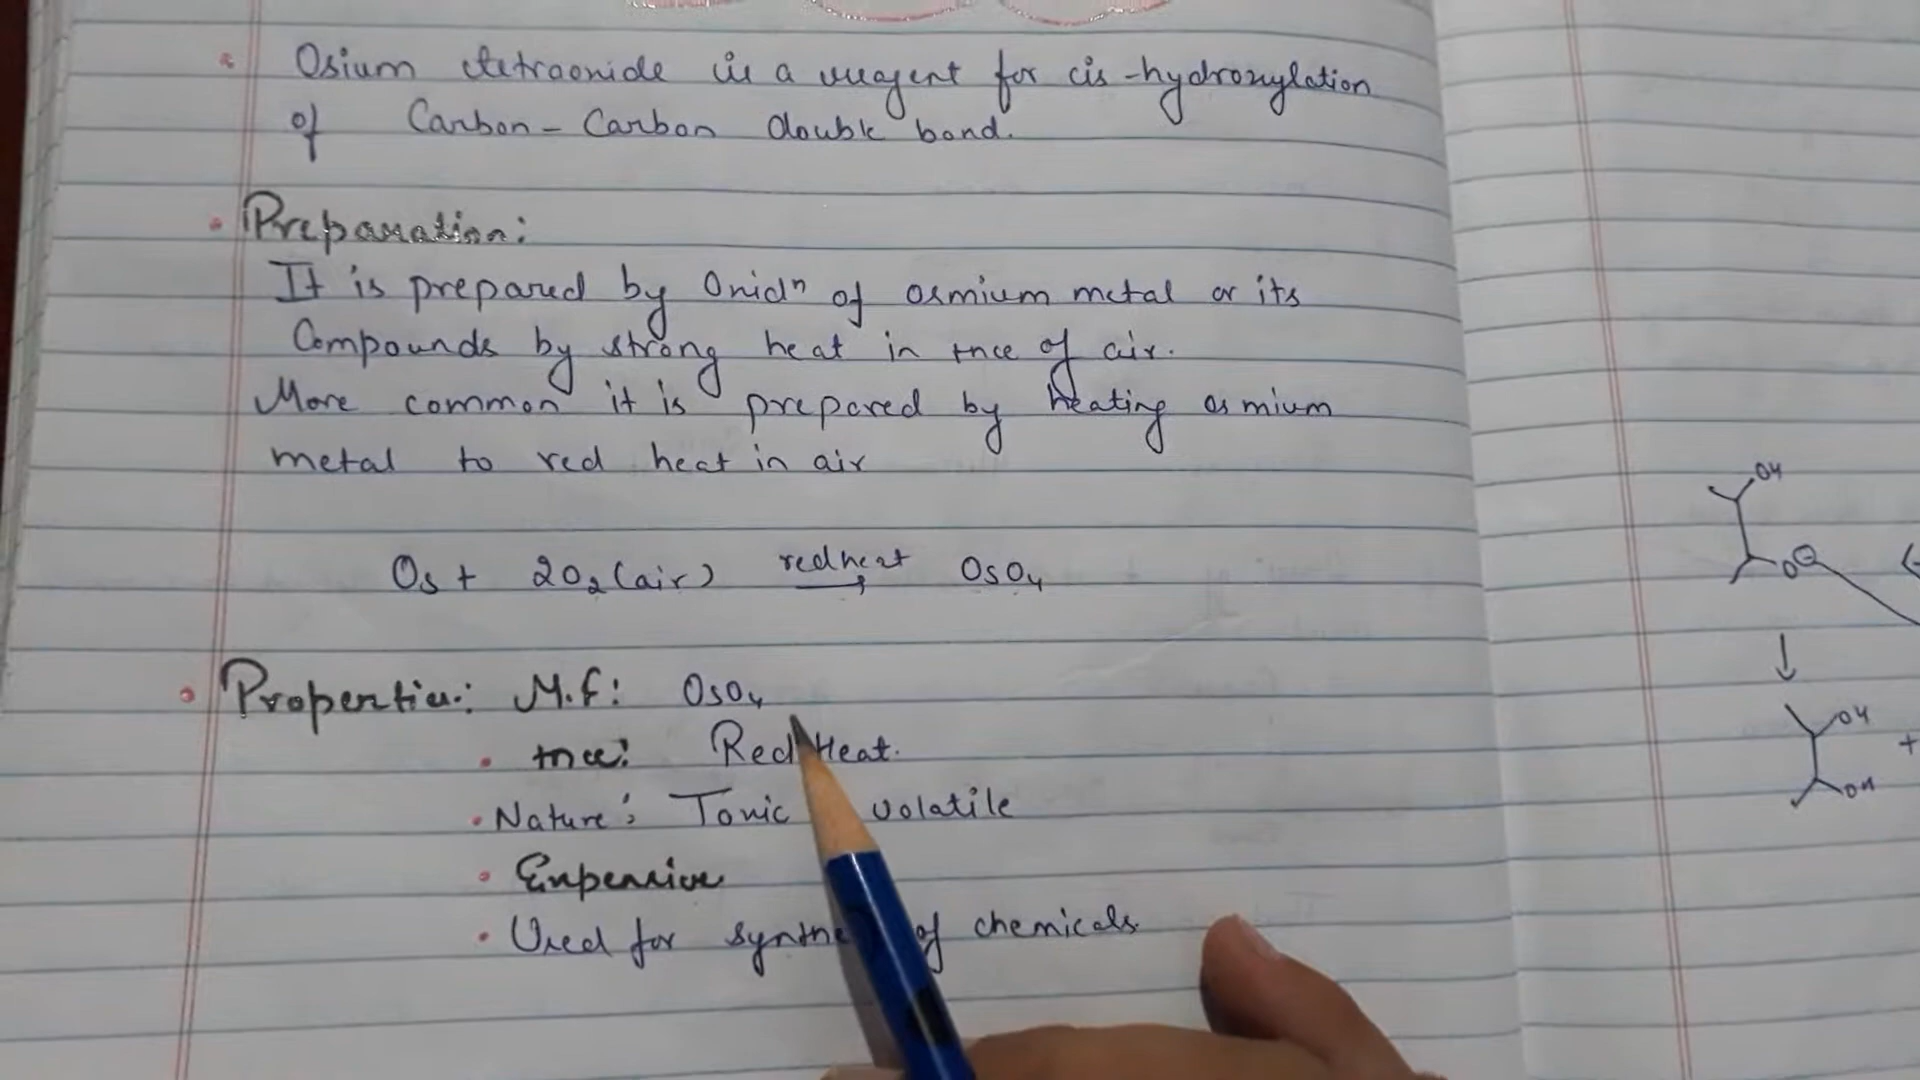 Osium tetraoxide is a reagent for cis-hydroxylation
of Carbon - Carbon double bond.
Preparation:
It is prepared by Oxidⁿ of osmium metal or its
Compounds by strong heat in +nce of air.
More common it is prepared by heating osmium
metal to red heat in air
Os + 2O₂ (air) red heat → OsO₄
Properties: M.f: OsO₄
Red Heat.
Nature: Toxic volatile
Expensive
Used for synthe of chemicals.
OH
O⊖
↓
OH
OH
+